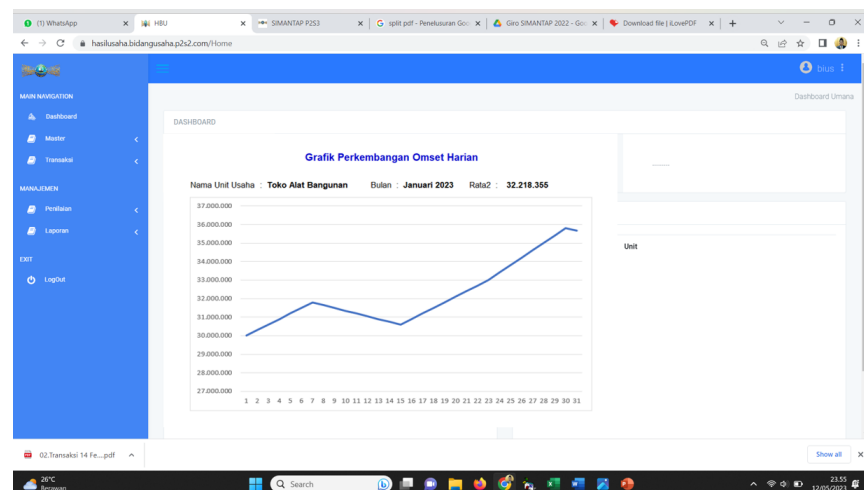 (1) WhatsApp
HBU
SIMANTAP P2S3
split pdf - Penelusuran Goo
Giro SIMANTAP 2022 - Goo
Download file | iLovePDF
hasilusaha.bidangusaha.p2s2.com/Home
bius
MAIN NAVIGATION
Dashboard Umana
Dashboard
DASHBOARD
Master
Transaksi
Grafik Perkembangan Omset Harian
MANAJEMEN
Nama Unit Usaha : Toko Alat Bangunan Bulan : Januari 2023 Rata2 : 32.218.355
Penilaian
Laporan
EXIT
LogOut
37.000.000
36.000.000
35.000.000
34.000.000
33.000.000
32.000.000
31.000.000
30.000.000
29.000.000
28.000.000
27.000.000
1 2 3 4 5 6 7 8 9 10 11 12 13 14 15 16 17 18 19 20 21 22 23 24 25 26 27 28 29 30 31
Unit
02.Transaksi 14 Fe....pdf
Show all
26°C
Berawan
Search
23.55
12/05/2023